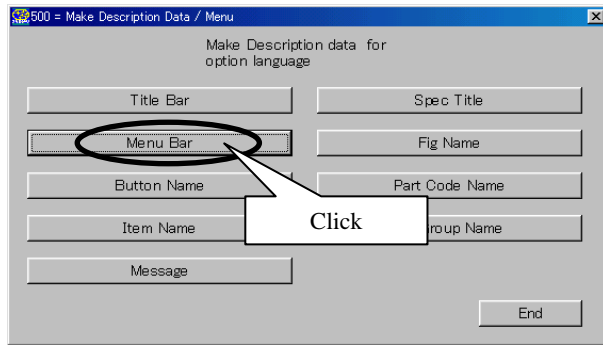 500 = Make Description Data / Menu
Make Description data for
option language
Title Bar
Spec Title
Menu Bar
Fig Name
Button Name
Part Code Name
Item Name
Click
roup Name
Message
End